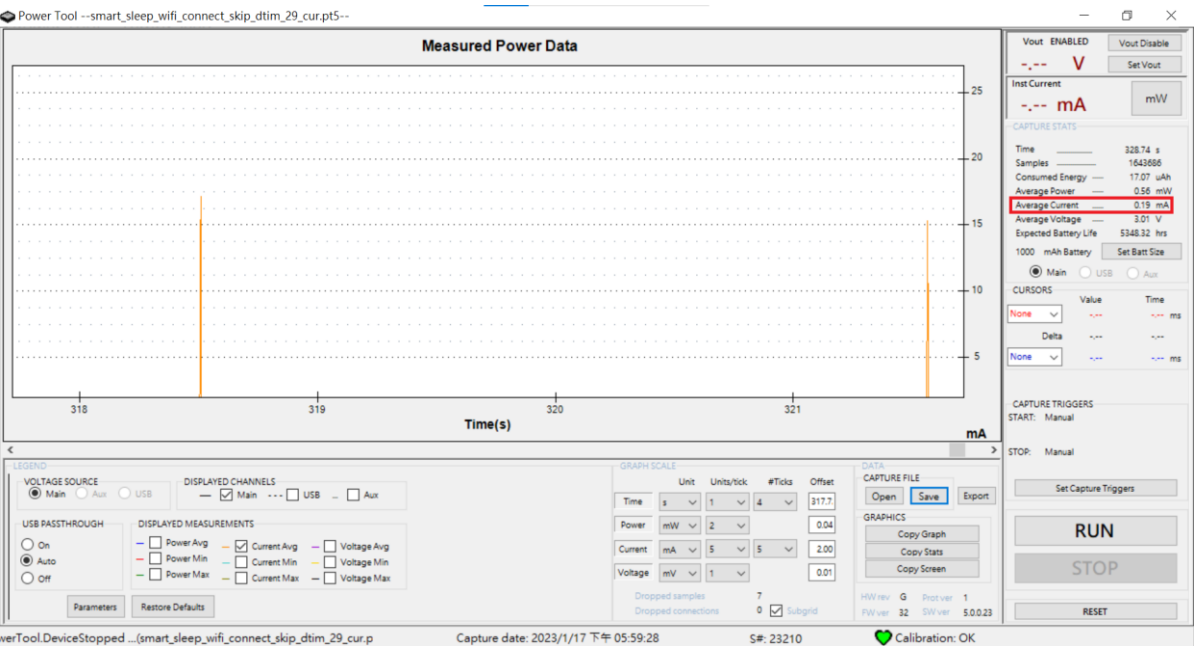 Power Tool --smart_sleep_wifi_connect_skip_dtim_29_cur.pt5--
Measured Power Data
25
20
15
10
5
318 319 320 321
Time(s)
mA
Vout ENABLED Vout Disable
-.-- V Set Vout
Inst Current
-.-- mA mW
CAPTURE STATS
Time 328.74 s
Samples 1643686
Consumed Energy 17.07 uAh
Average Power 0.56 mW
Average Current 0.19 mA
Average Voltage 3.01 V
Expected Battery Life 5348.32 hrs
1000 mAh Battery Set Batt Size
Main USB Aux
CURSORS
Value Time
None -.-- -.-- ms
Delta -.-- -.--
None -.-- -.-- ms
CAPTURE TRIGGERS
START: Manual
STOP: Manual
Set Capture Triggers
RUN
STOP
RESET
LEGEND
VOLTAGE SOURCE
Main Aux USB
DISPLAYED CHANNELS
Main USB Aux
USB PASSTHROUGH
On
Auto
Off
DISPLAYED MEASUREMENTS
Power Avg Current Avg Voltage Avg
Power Min Current Min Voltage Min
Power Max Current Max Voltage Max
Parameters Restore Defaults
GRAPH SCALE
Unit Units/tick #Ticks Offset
Time s 1 4 317.7
Power mW 2 0.04
Current mA 5 5 2.00
Voltage mV 1 0.01
Dropped samples 7
Dropped connections 0 Subgrid
DATA
CAPTURE FILE
Open Save Export
GRAPHICS
Copy Graph
Copy Stats
Copy Screen
HW rev G Prot ver 1
FW ver 32 SW ver 5.0.0.23
werTool.DeviceStopped ...(smart_sleep_wifi_connect_skip_dtim_29_cur.p Capture date: 2023/1/17 下午 05:59:28 S#: 23210 Calibration: OK